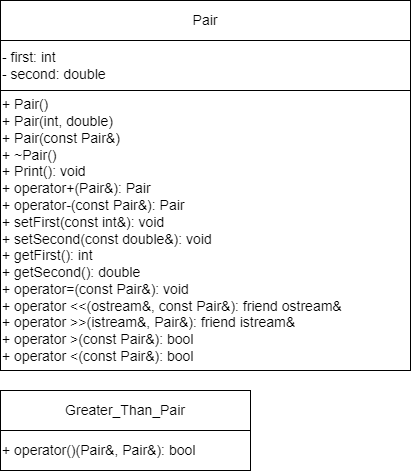 Pair
- first: int
- second: double
+ Pair()
+ Pair(int, double)
+ Pair(const Pair&)
+ ~Pair()
+ Print(): void
+ operator+(Pair&): Pair
+ operator-(const Pair&): Pair
+ setFirst(const int&): void
+ setSecond(const double&): void
+ getFirst(): int
+ getSecond(): double
+ operator=(const Pair&): void
+ operator <<(ostream&, const Pair&): friend ostream&
+ operator >>(istream&, Pair&): friend istream&
+ operator >(const Pair&): bool
+ operator <(const Pair&): bool
Greater_Than_Pair
+ operator()(Pair&, Pair&): bool